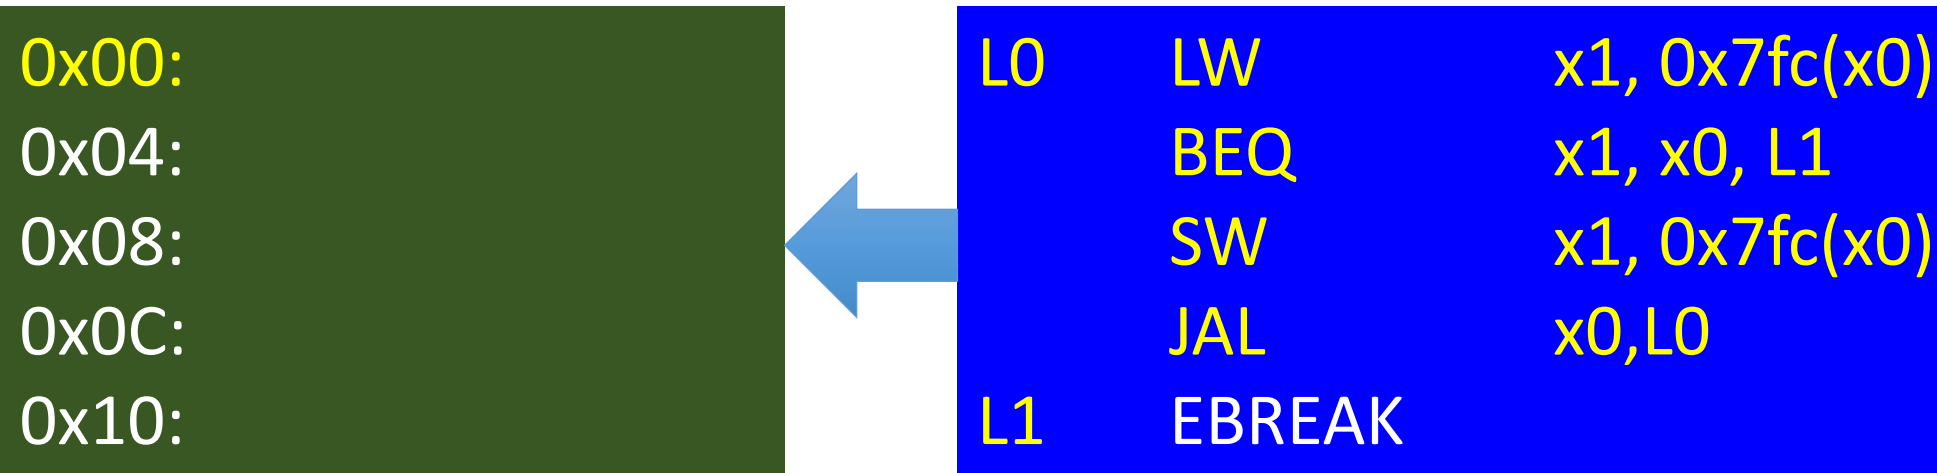 0x00:
0x04:
0x08:
0x0C:
0x10:
L0 LW x1, 0x7fc(x0)
BEQ x1, x0, L1
SW x1, 0x7fc(x0)
JAL x0,L0
L1 EBREAK